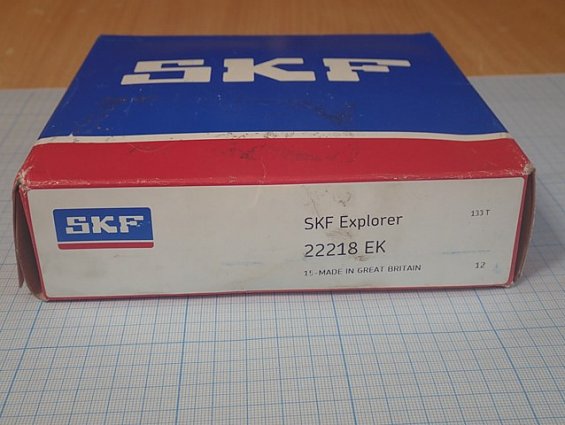 SKF
SKF
SKF Explorer
133 T
22218 EK
15-MADE IN GREAT BRITAIN
12